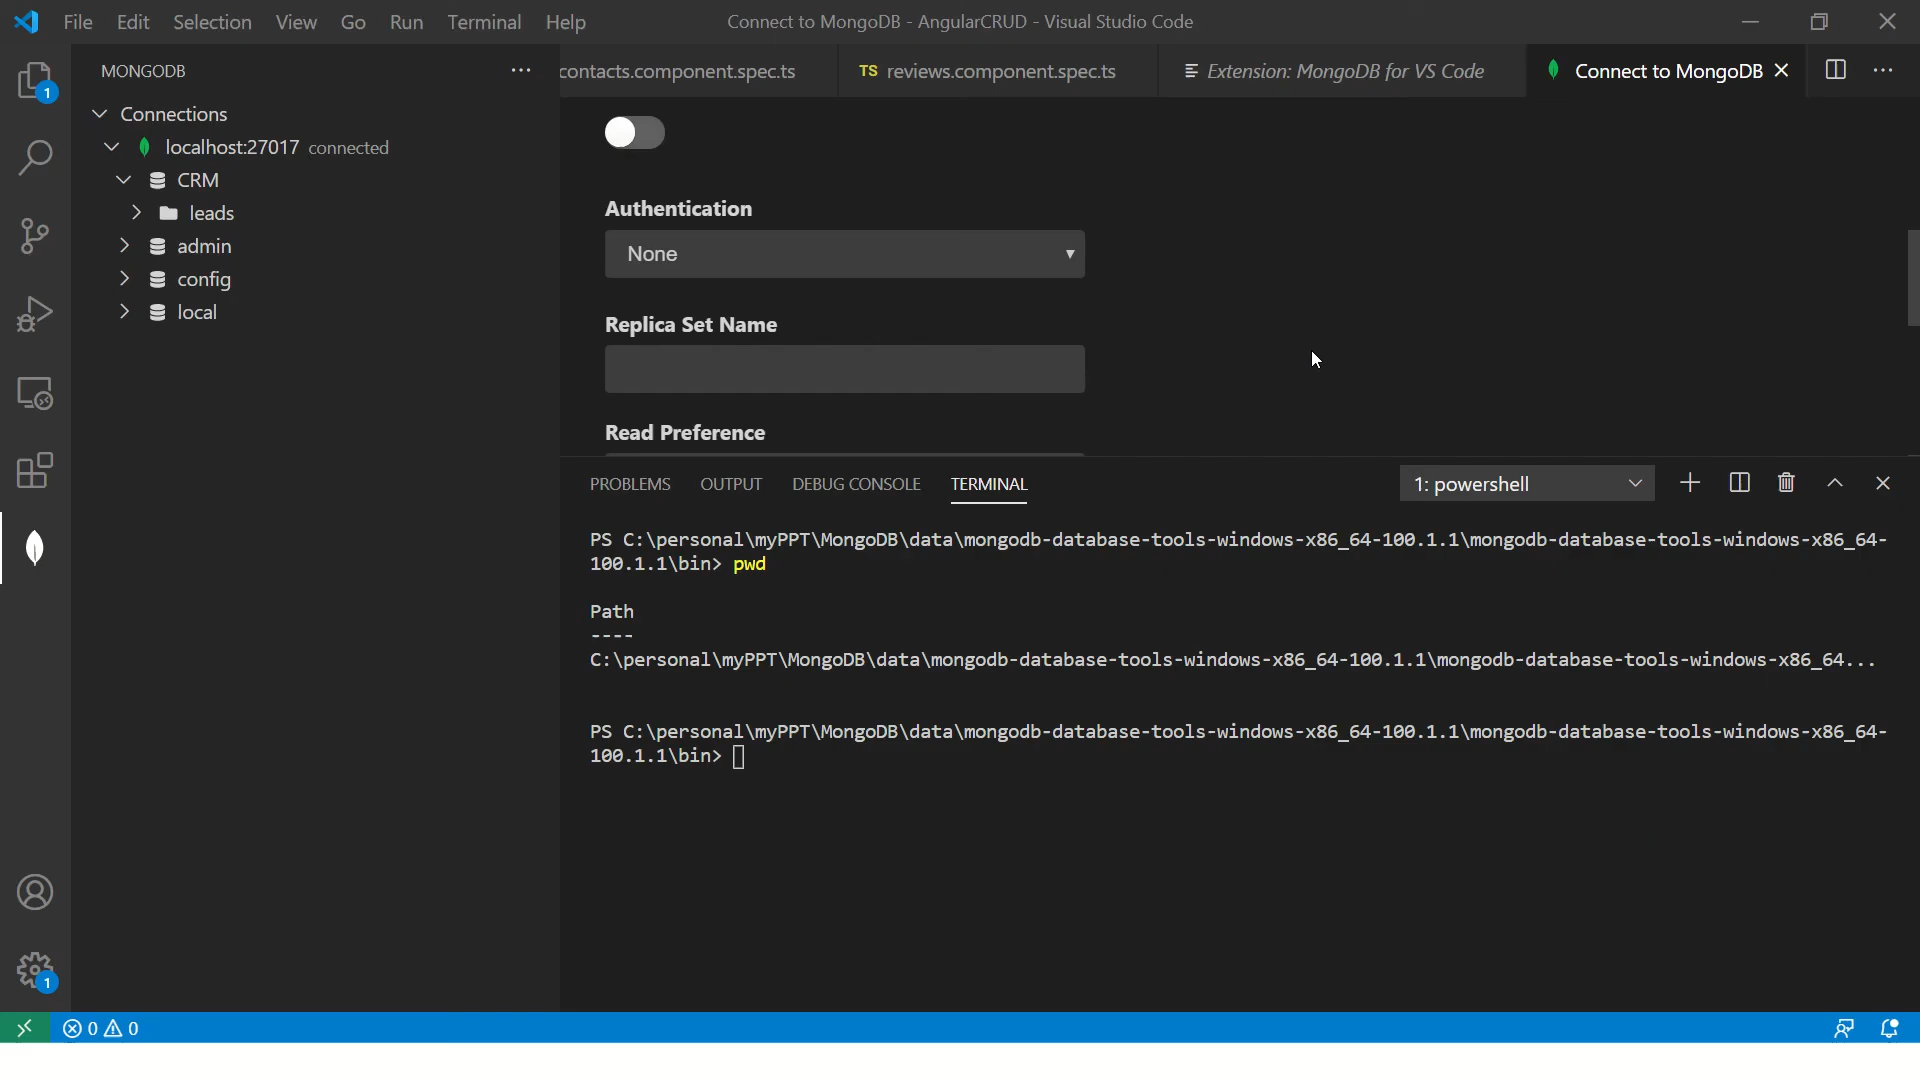 File Edit Selection View Go Run Terminal Help Connect to MongoDB - AngularCRUD - Visual Studio Code
MONGODB
contacts.component.spec.ts TS reviews.component.spec.ts Extension: MongoDB for VS Code Connect to MongoDB
1
Connections
localhost:27017 connected
CRM
leads
admin
config
local
Authentication
None
Replica Set Name
Read Preference
PROBLEMS OUTPUT DEBUG CONSOLE TERMINAL 1: powershell
PS C:\personal\myPPT\MongoDB\data\mongodb-database-tools-windows-x86_64-100.1.1\mongodb-database-tools-windows-x86_64-
100.1.1\bin> pwd
Path
----
C:\personal\myPPT\MongoDB\data\mongodb-database-tools-windows-x86_64-100.1.1\mongodb-database-tools-windows-x86_64...
PS C:\personal\myPPT\MongoDB\data\mongodb-database-tools-windows-x86_64-100.1.1\mongodb-database-tools-windows-x86_64-
100.1.1\bin>
1
0 0